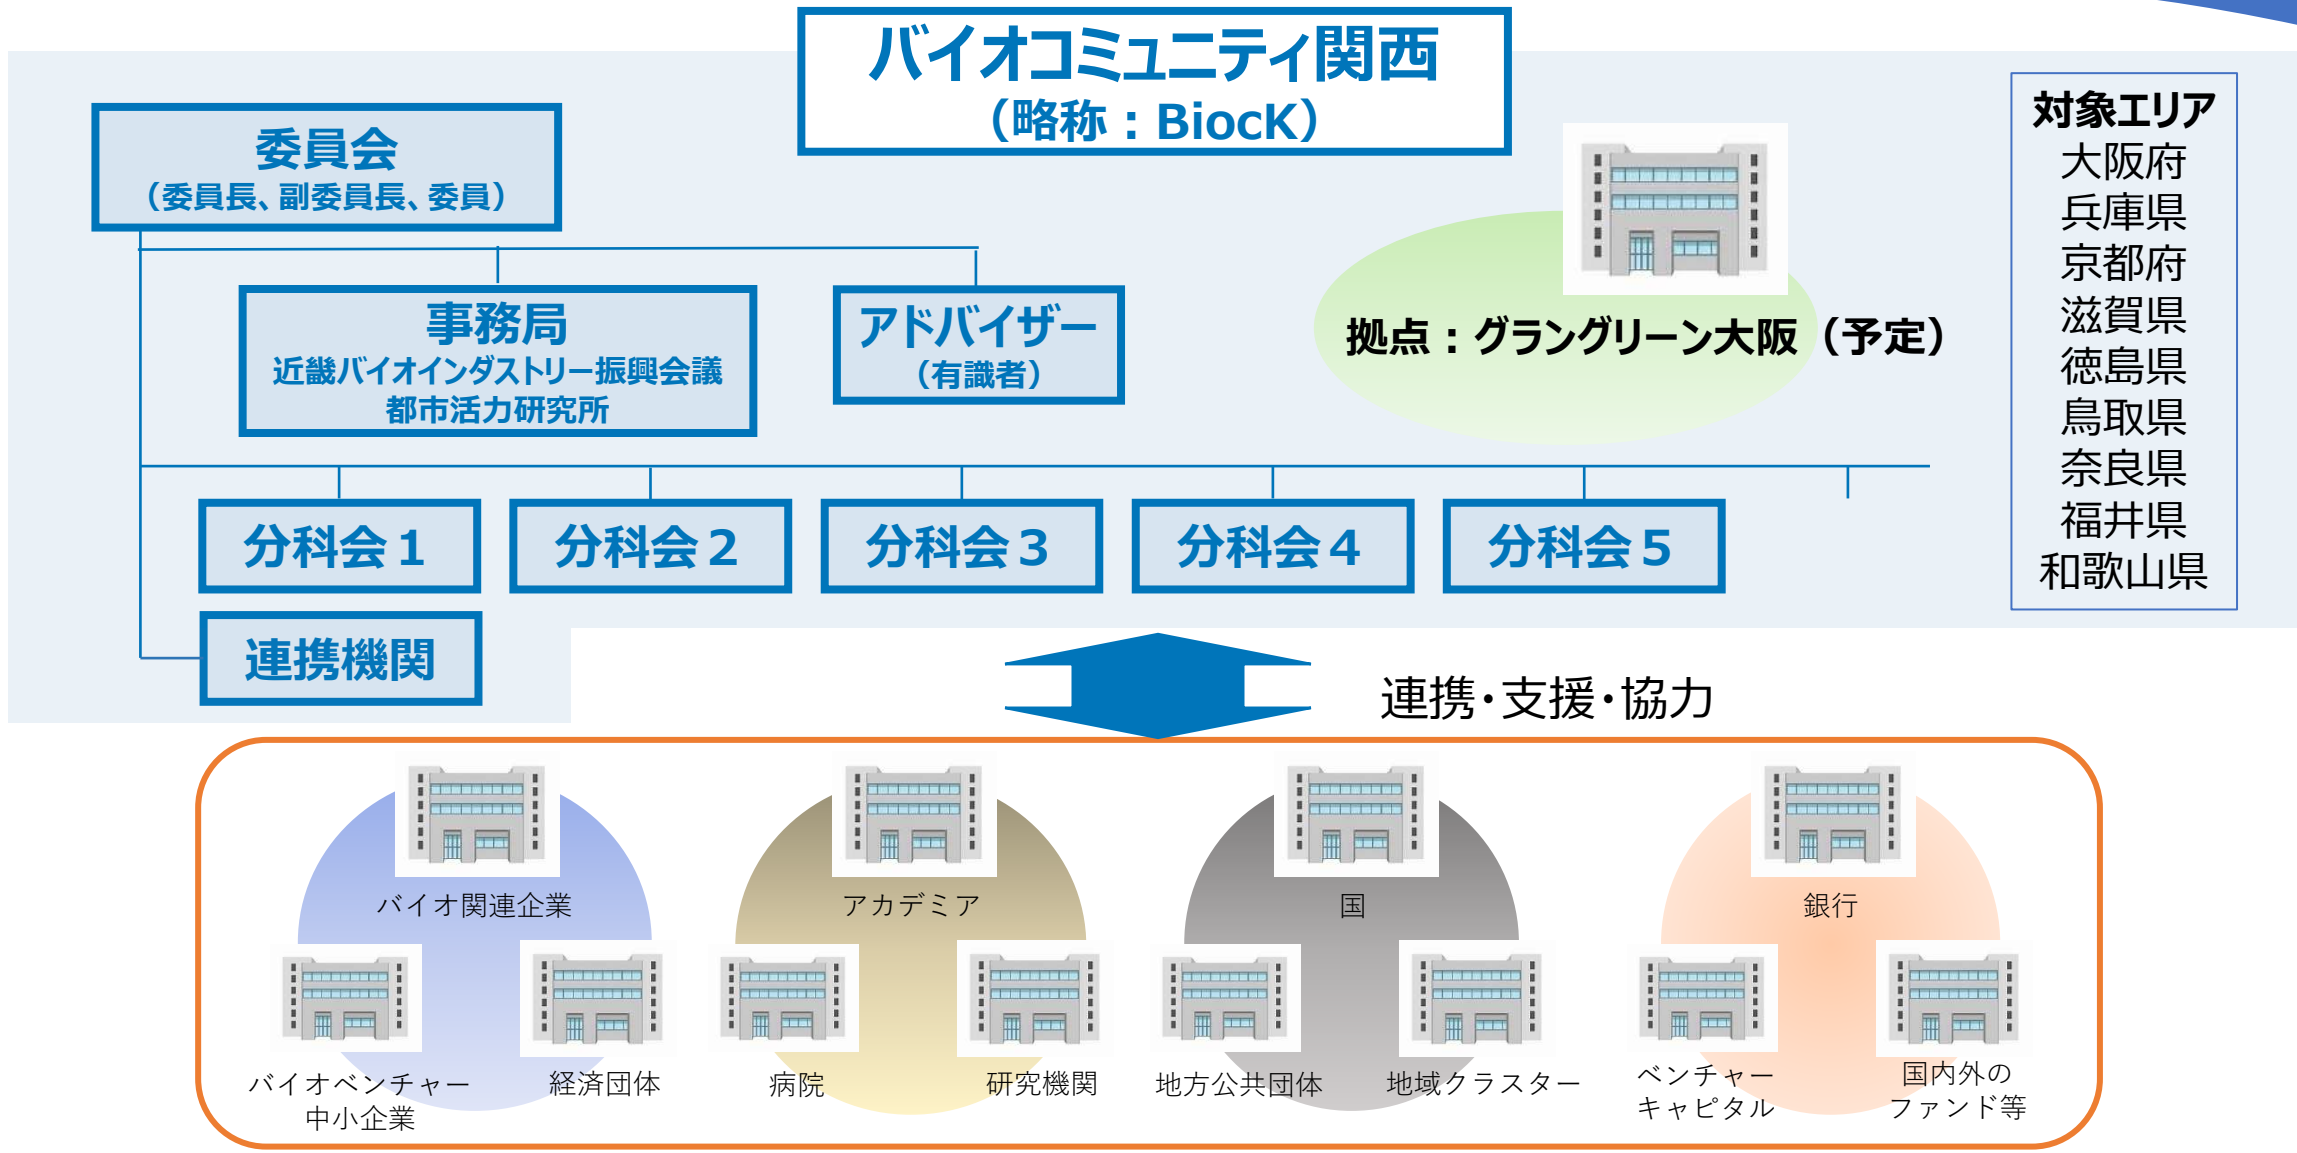 バイオコミュニティ関西
（略称：BiocK）
委員会
（委員長、副委員長、委員）
事務局
近畿バイオインダストリー振興会議
都市活力研究所
アドバイザー
（有識者）
拠点：グラングリーン大阪（予定）
対象エリア
大阪府
兵庫県
京都府
滋賀県
徳島県
鳥取県
奈良県
福井県
和歌山県
分科会１
分科会２
分科会３
分科会４
分科会５
連携機関
連携・支援・協力
バイオ関連企業
バイオベンチャー
中小企業
経済団体
アカデミア
病院
研究機関
国
地方公共団体
地域クラスター
銀行
ベンチャー
キャピタル
国内外の
ファンド等